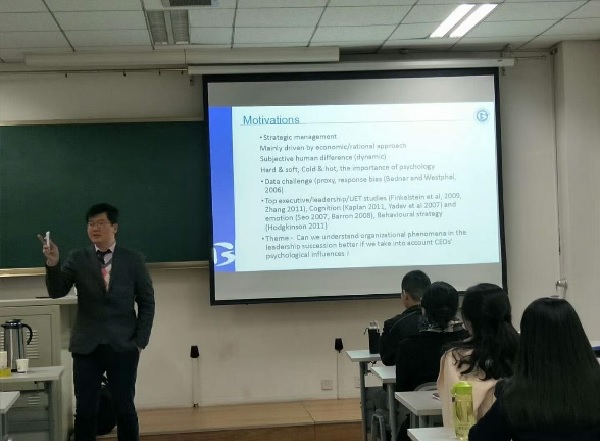 Motivations
• Strategic management
Mainly driven by economic/rational approach
Subjective human difference (dynamic)
Hard & soft, Cold & hot, the importance of psychology
• Data challenge (proxy, response bias (Bednar and Westphal,
2006)
• Top executive/leadership/UET studies (Finkelstein et al, 2009;
Zhang 2011), Cognition (Kaplan 2011, Yadav et al 2007) and
emotion (Seo 2007, Barron 2008), Behavioural strategy
(Hodgkinson 2011)
• Theme - Can we understand organizational phenomena in the
leadership succession better if we take into account CEOs'
psychological influences !